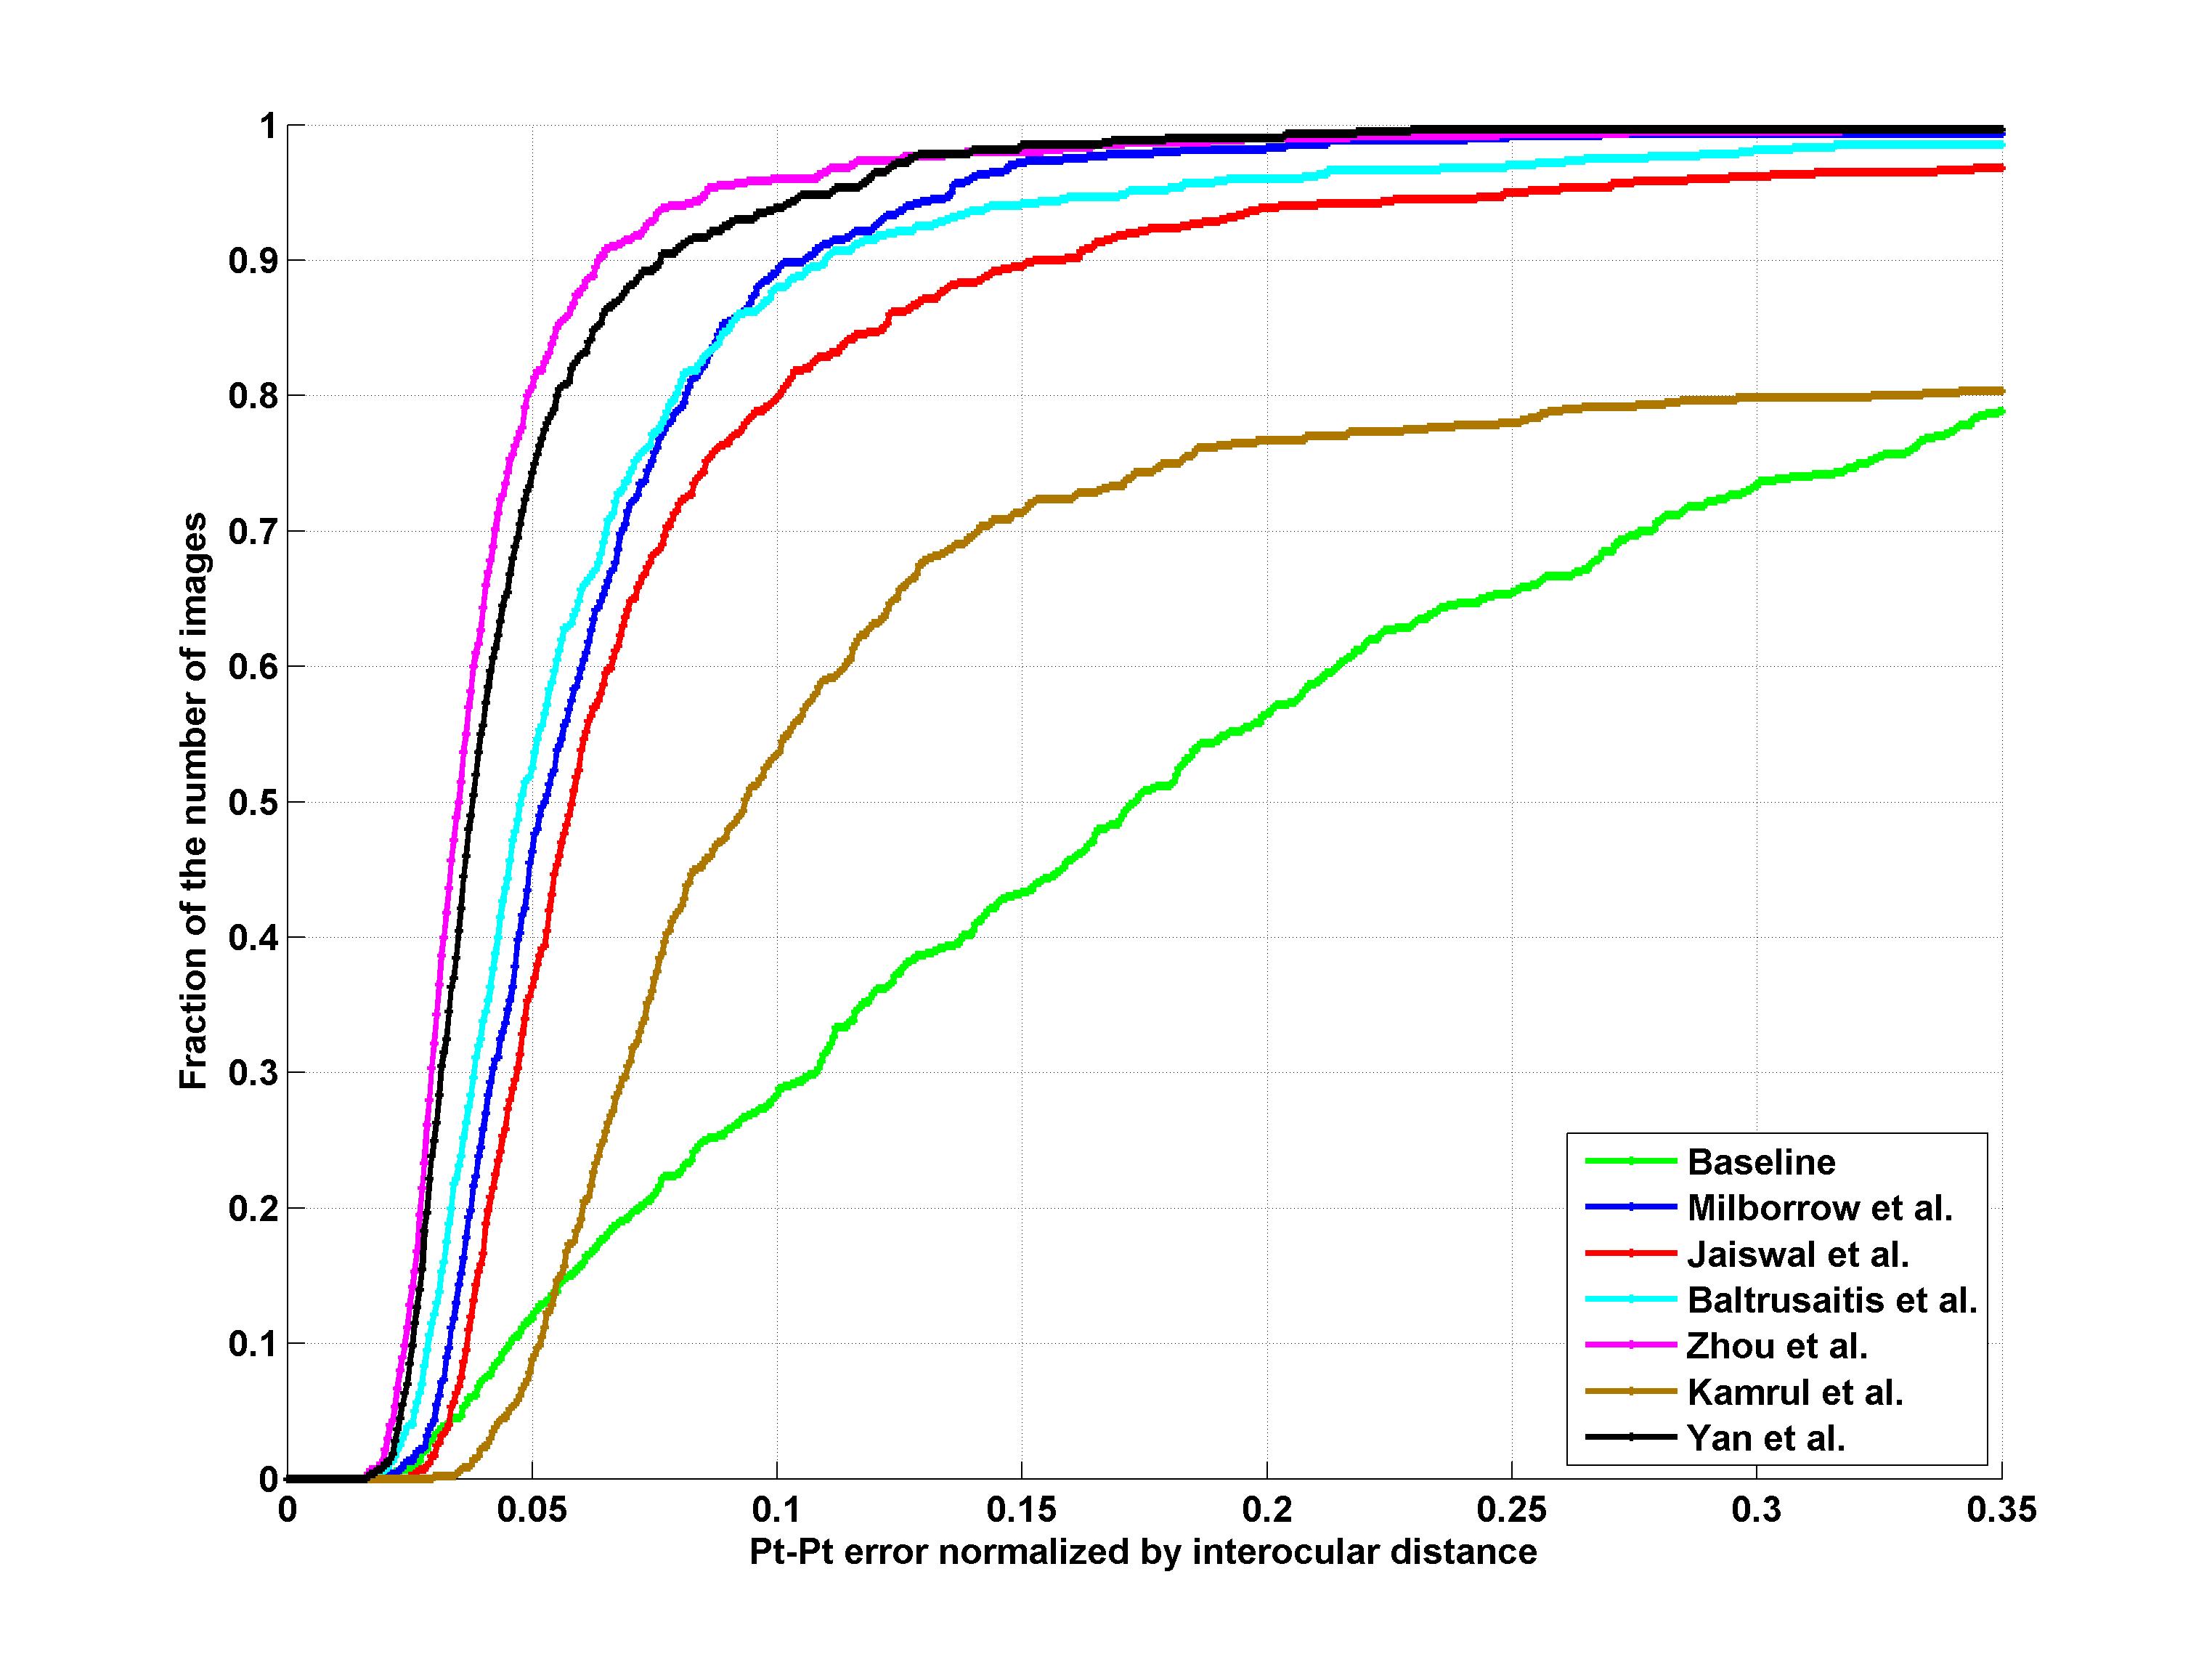 1
0.9
0.8
0.7
0.6
0.5
0.4
0.3
0.2
0.1
0
Fraction of the number of images
0 0.05 0.1 0.15 0.2 0.25 0.3 0.35
Pt-Pt error normalized by interocular distance
Baseline
Milborrow et al.
Jaiswal et al.
Baltrusaitis et al.
Zhou et al.
Kamrul et al.
Yan et al.